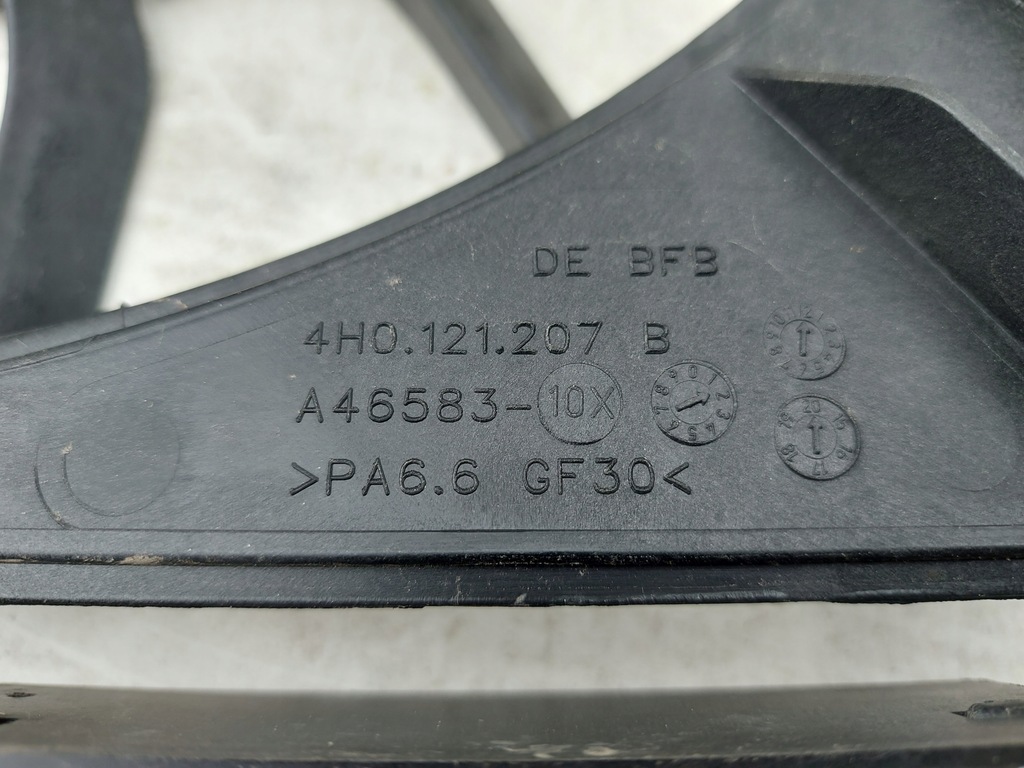 DE BFB
4H0.121.207 B
A46583-10X
>PA6.6 GF30<